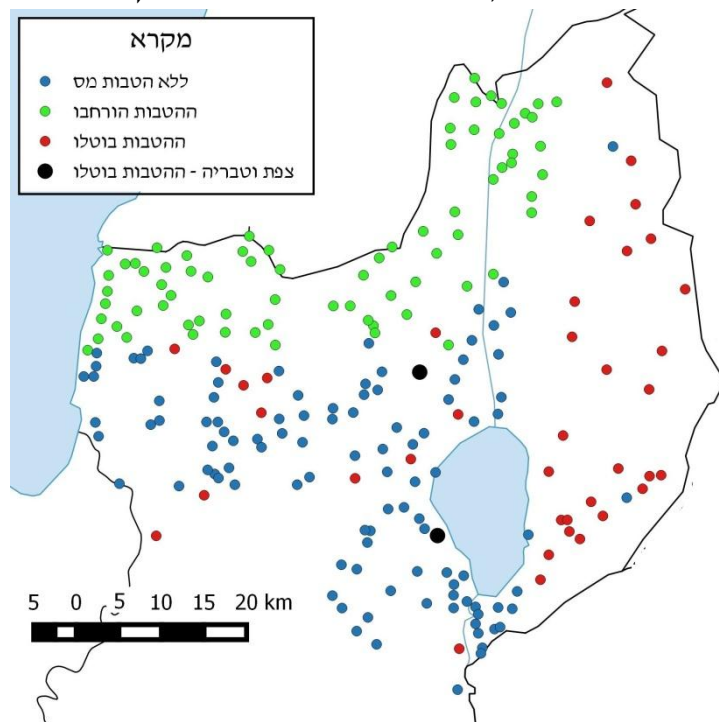 מקרא
ללא הטבות מס
ההטבות הורחבו
ההטבות בוטלו
צפת וטבריה - ההטבות בוטלו
5 0 5 10 15 20 km